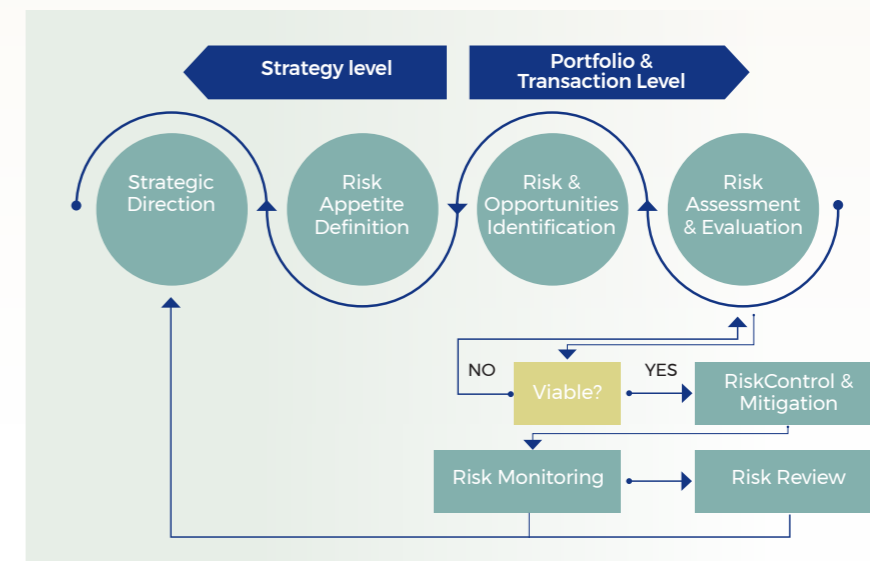 Strategy level
Portfolio &
Transaction Level
Strategic
Direction
Risk
Appetite
Definition
Risk &
Opportunities
Identification
Risk
Assessment
& Evaluation
NO
Viable?
YES
RiskControl &
Mitigation
Risk Monitoring
Risk Review